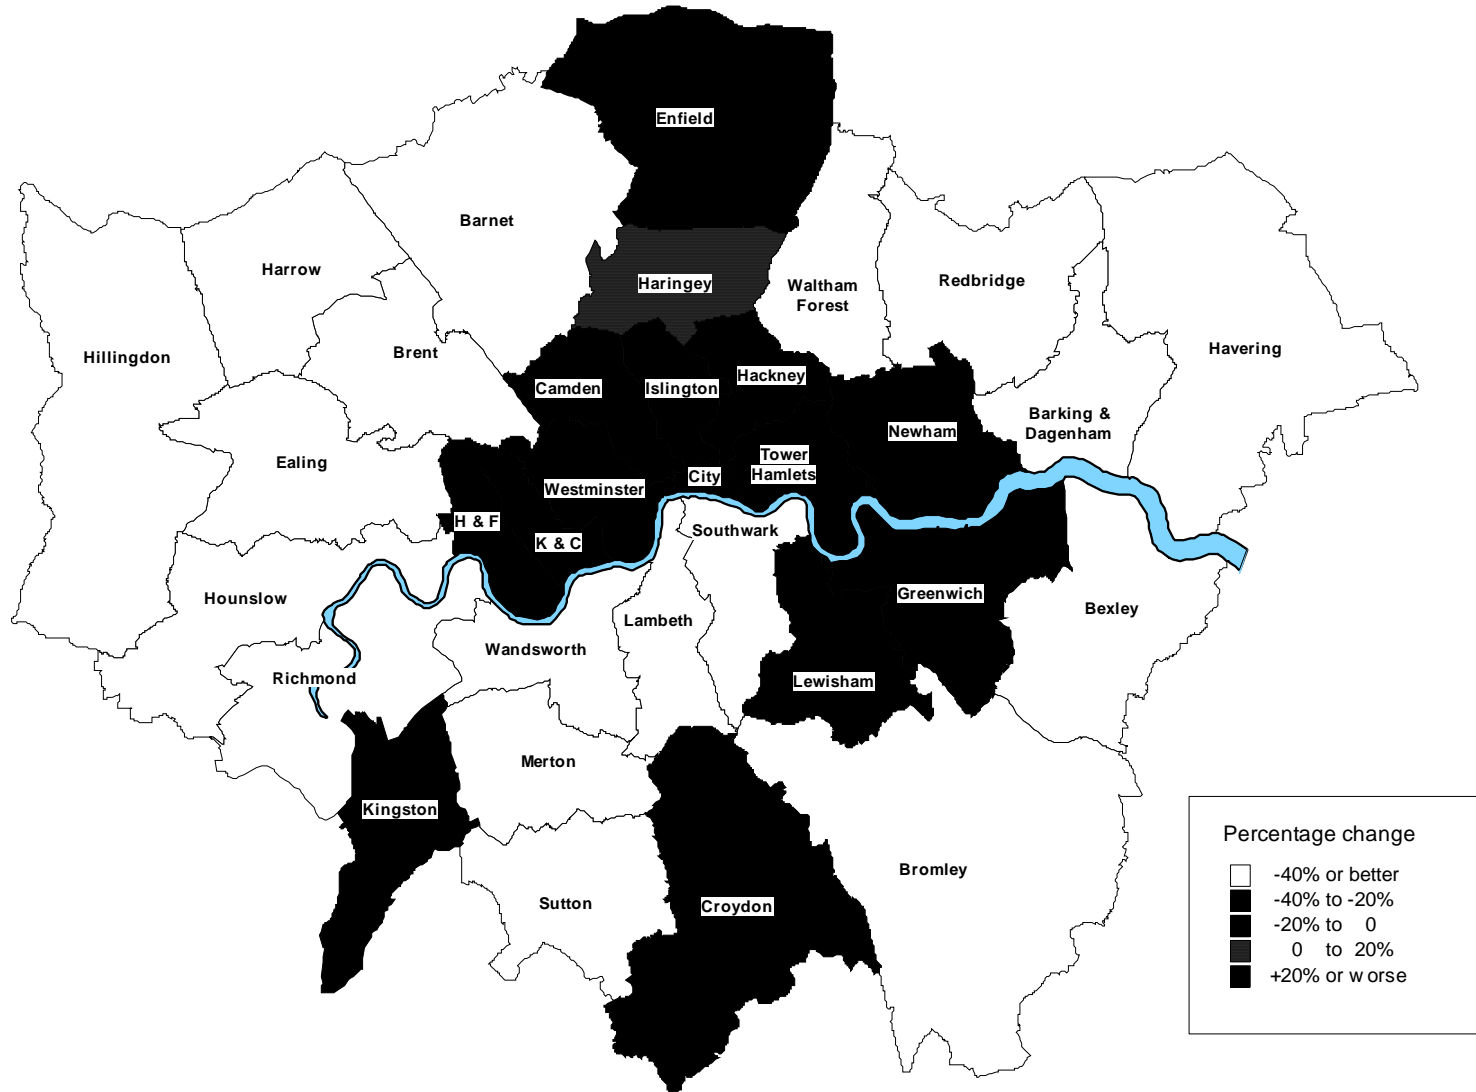 Enfield
Barnet
Harrow
Haringey
Waltham
Forest
Redbridge
Hillingdon
Brent
Havering
Camden
Islington
Hackney
Barking &
Dagenham
Newham
Ealing
Tower
Hamlets
City
Westminster
H & F
K & C
Southwark
Hounslow
Greenwich
Bexley
Lambeth
Wandsworth
Richmond
Lewisham
Merton
Kingston
Bromley
Sutton
Croydon
Percentage change
-40% or better
-40% to -20%
-20% to 0
0 to 20%
+20% or worse